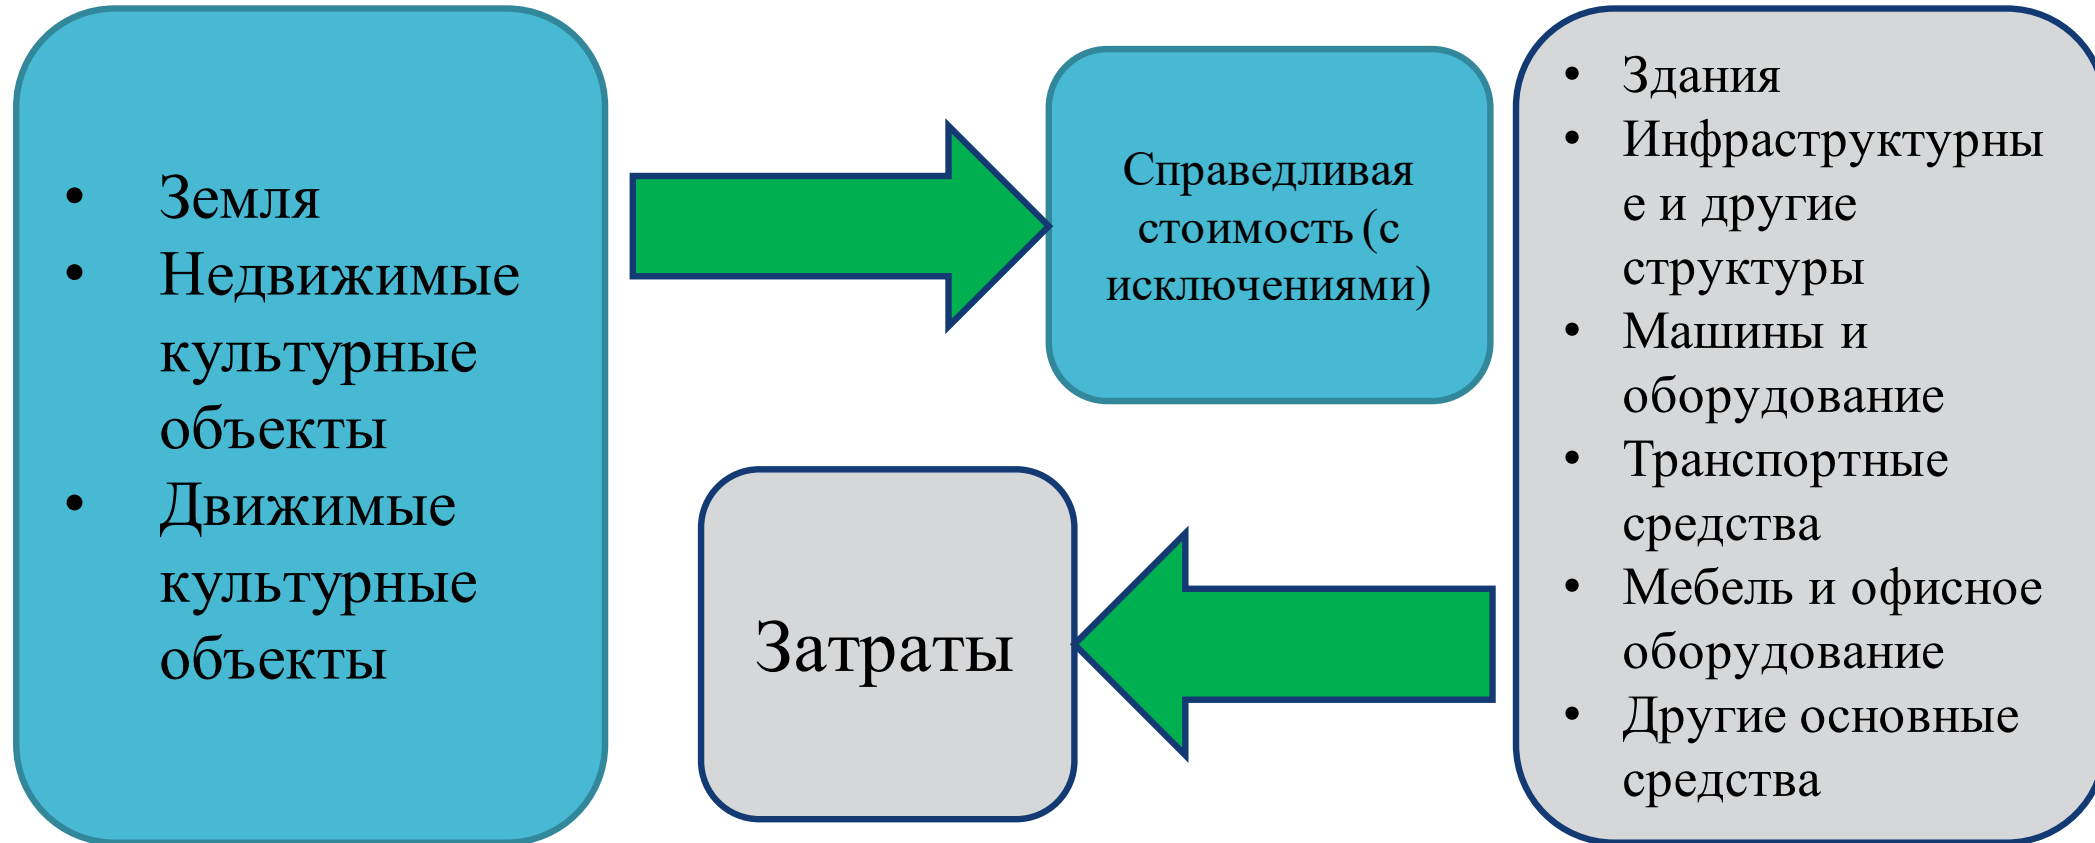 • Земля
• Недвижимые
культурные
объекты
• Движимые
культурные
объекты
Справедливая
стоимость (с
исключениями)
Затраты
• Здания
• Инфраструктурны
е и другие
структуры
• Машины и
оборудование
• Транспортные
средства
• Мебель и офисное
оборудование
• Другие основные
средства